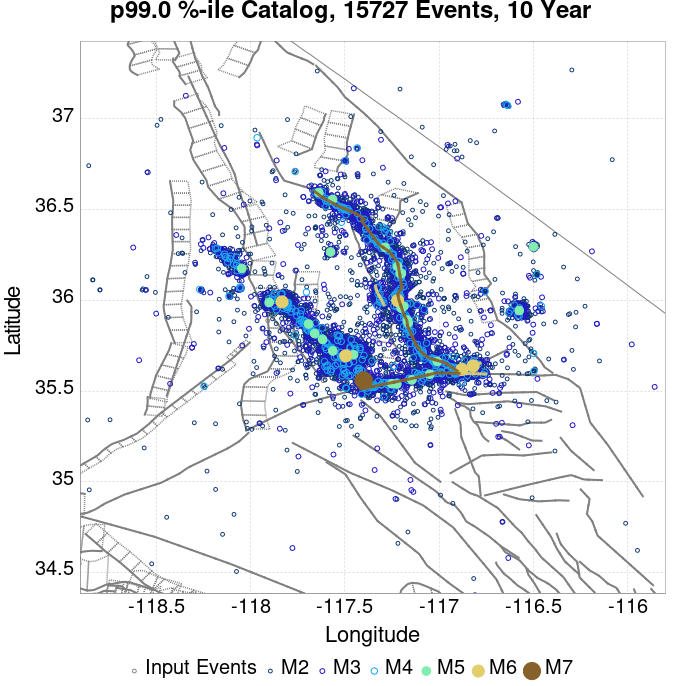 p99.0 %-ile Catalog, 15727 Events, 10 Year
37
36.5
36
35.5
35
34.5
Latitude
-118.5 -118 -117.5 -117 -116.5 -116
Longitude
Input Events M2 M3 M4 M5 M6 M7